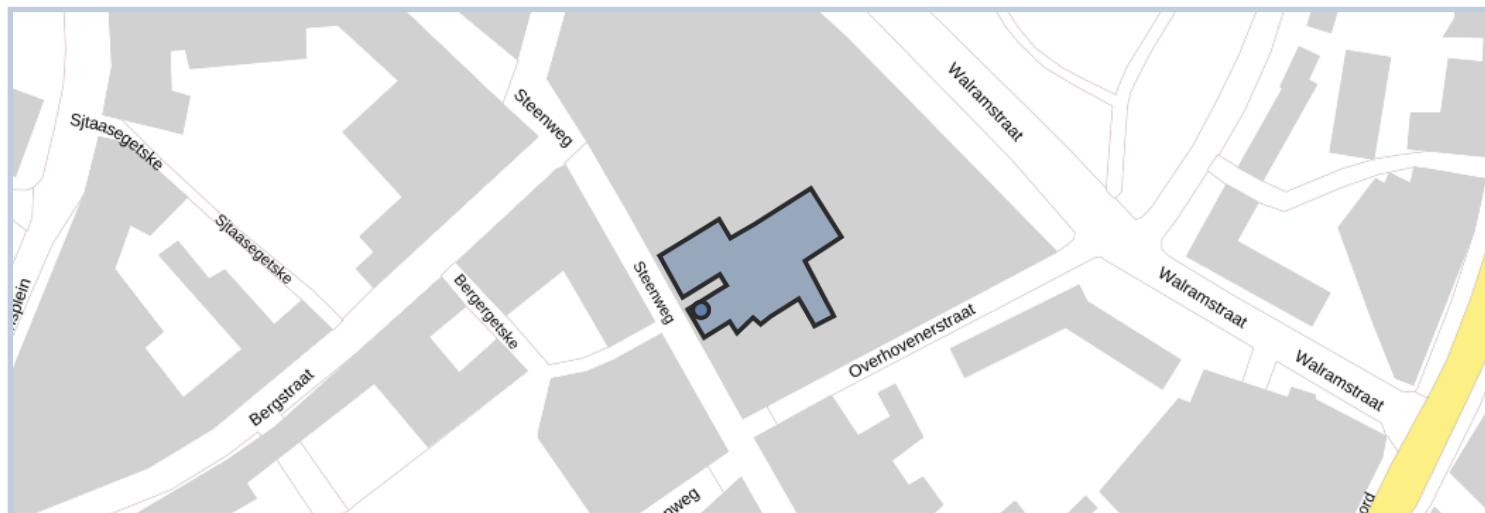 Walramstraat
Steenweg
Sjtaasegetske
Sjtaasegetske
Steenweg
Bergergetske
Walramstraat
Overhovenerstraat
Walramstraat
Bergstraat